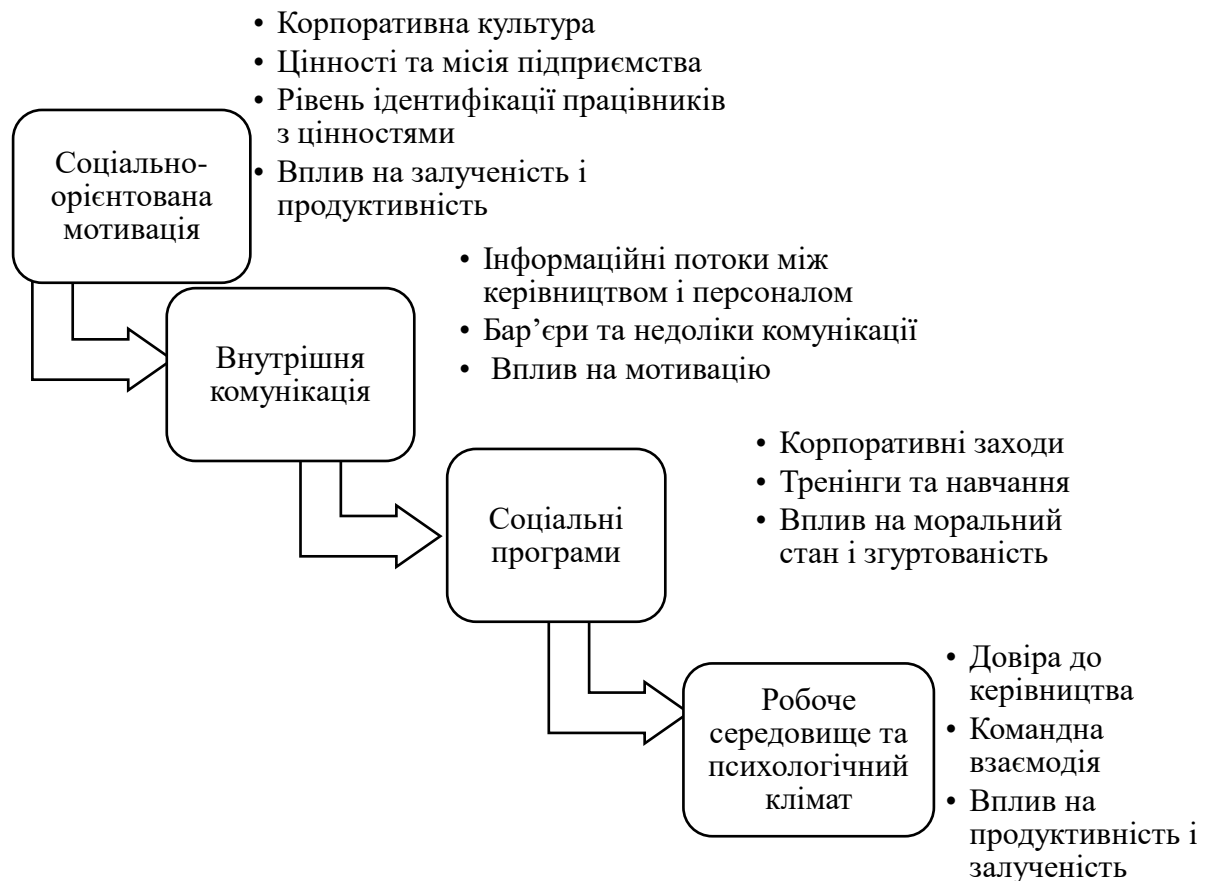 • Корпоративна культура
• Цінності та місія підприємства
• Рівень ідентифікації працівників
з цінностями
• Вплив на залученість і
продуктивність
Соціально-
орієнтована
мотивація
• Інформаційні потоки між
керівництвом і персоналом
• Бар’єри та недоліки комунікації
• Вплив на мотивацію
Внутрішня
комунікація
• Корпоративні заходи
• Тренінги та навчання
• Вплив на моральний
стан і згуртованість
Соціальні
програми
• Довіра до
керівництва
• Командна
взаємодія
• Вплив на
продуктивність і
залученість
Робоче
середовище та
психологічний
клімат